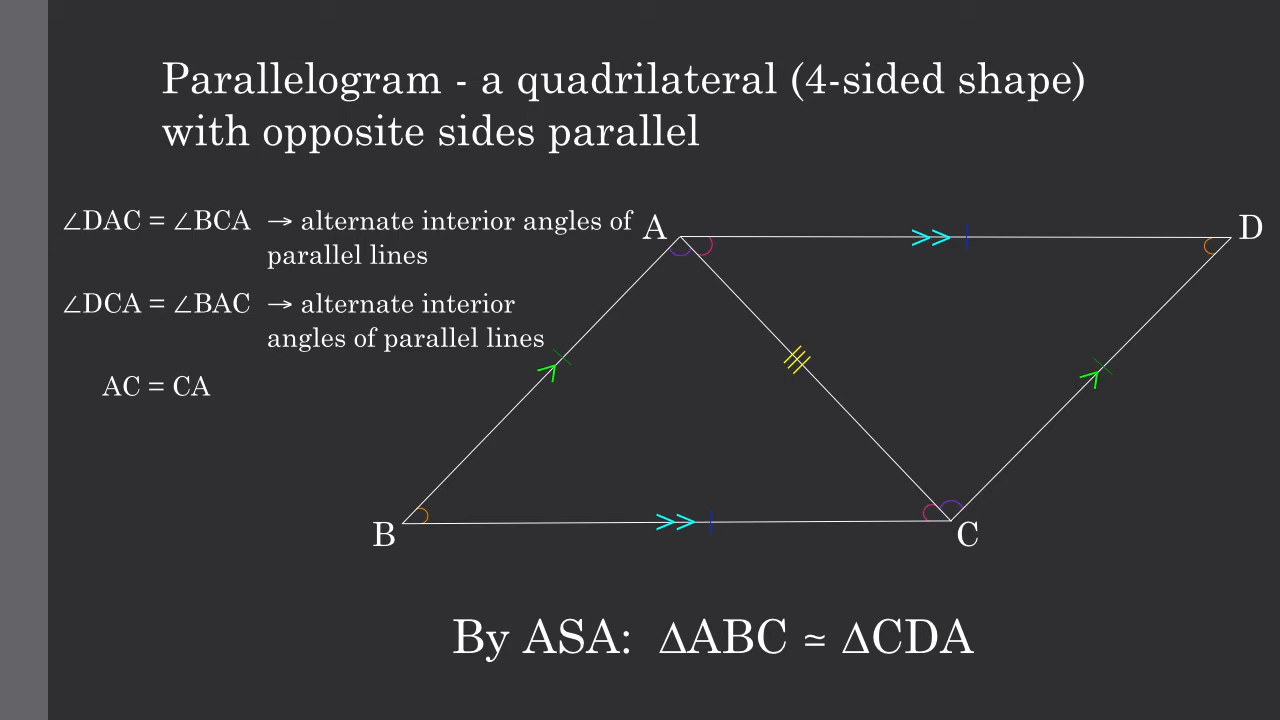 Parallelogram - a quadrilateral (4-sided shape)
with opposite sides parallel
∠DAC = ∠BCA → alternate interior angles of
parallel lines
∠DCA = ∠BAC → alternate interior
angles of parallel lines
AC = CA
A
D
B
C
By ASA: ΔABC ≃ ΔCDA